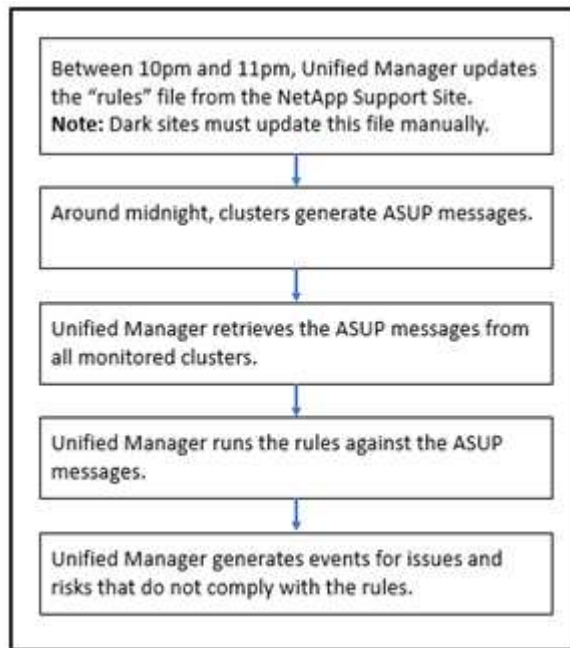 Between 10pm and 11pm, Unified Manager updates
the “rules” file from the NetApp Support Site.
Note: Dark sites must update this file manually.
Around midnight, clusters generate ASUP messages.
Unified Manager retrieves the ASUP messages from
all monitored clusters.
Unified Manager runs the rules against the ASUP
messages.
Unified Manager generates events for issues and
risks that do not comply with the rules.